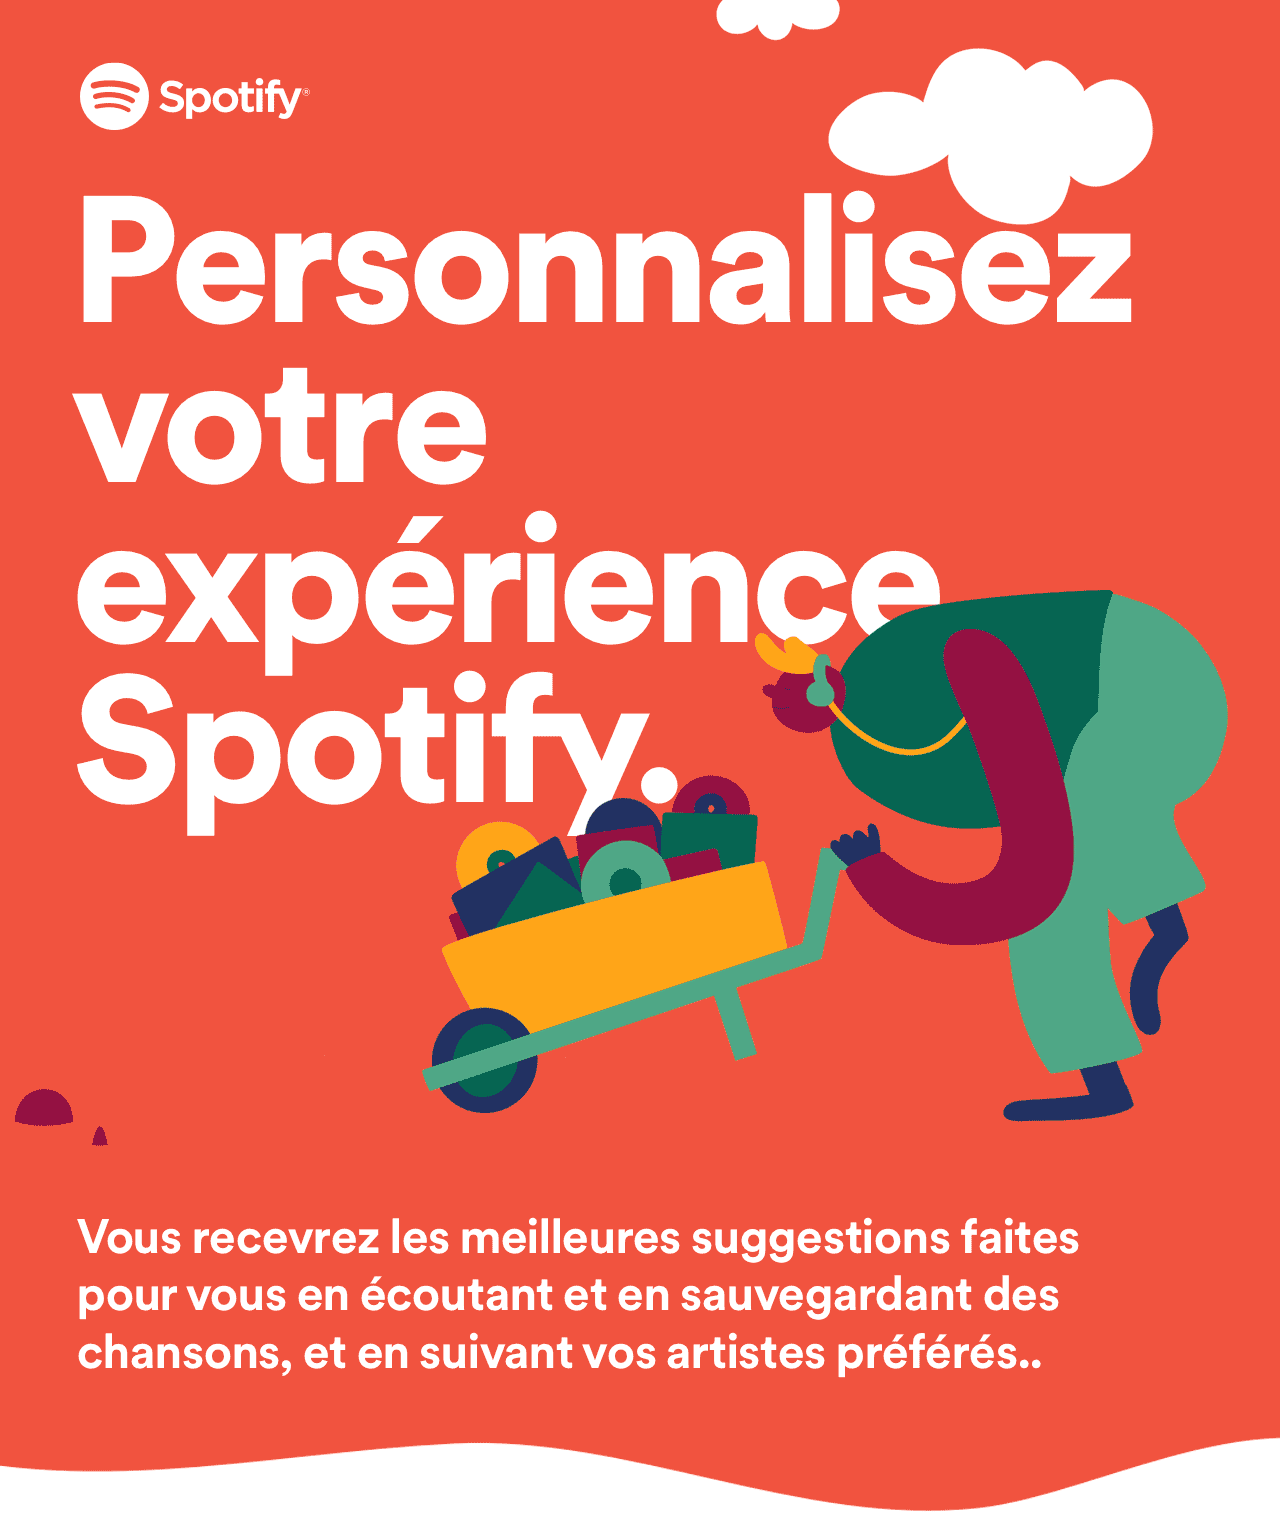 Spotify®
Personnalisez
votre
expérience
Spotify.
Vous recevrez les meilleures suggestions faites
pour vous en écoutant et en sauvegardant des
chansons, et en suivant vos artistes préférés..